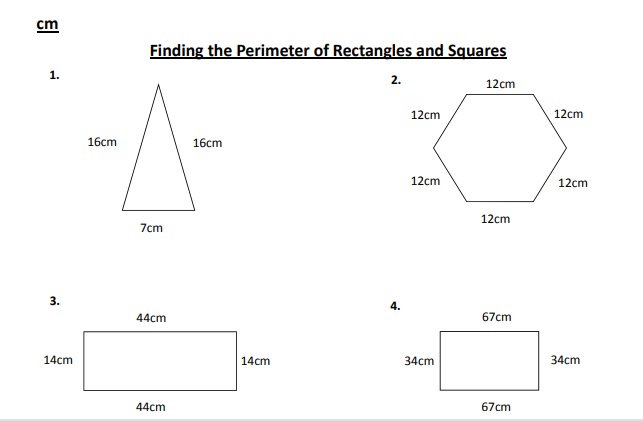 cm
Finding the Perimeter of Rectangles and Squares
1.
16cm
16cm
7cm
2.
12cm
12cm
12cm
12cm
12cm
12cm
3.
44cm
14cm
14cm
44cm
4.
67cm
34cm
34cm
67cm